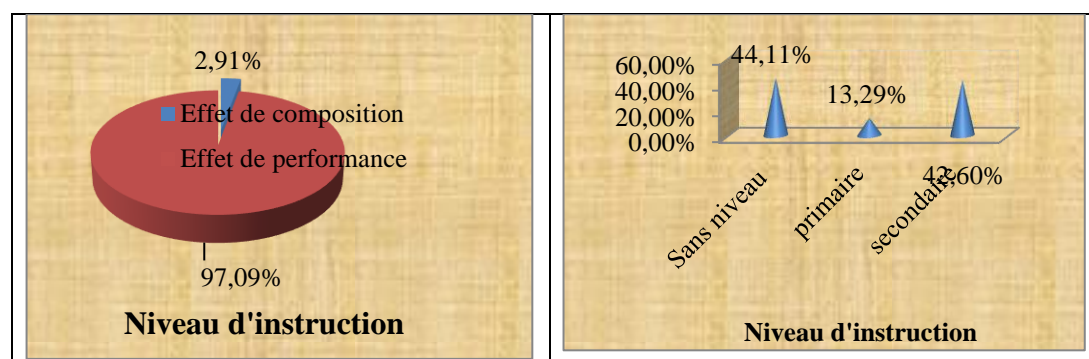 2,91%
Effet de composition
Effet de performance
97,09%
Niveau d'instruction
60,00%
40,00%
20,00%
0,00%
44,11%
13,29%
42,60%
Sans niveau
primaire
secondaire
Niveau d'instruction